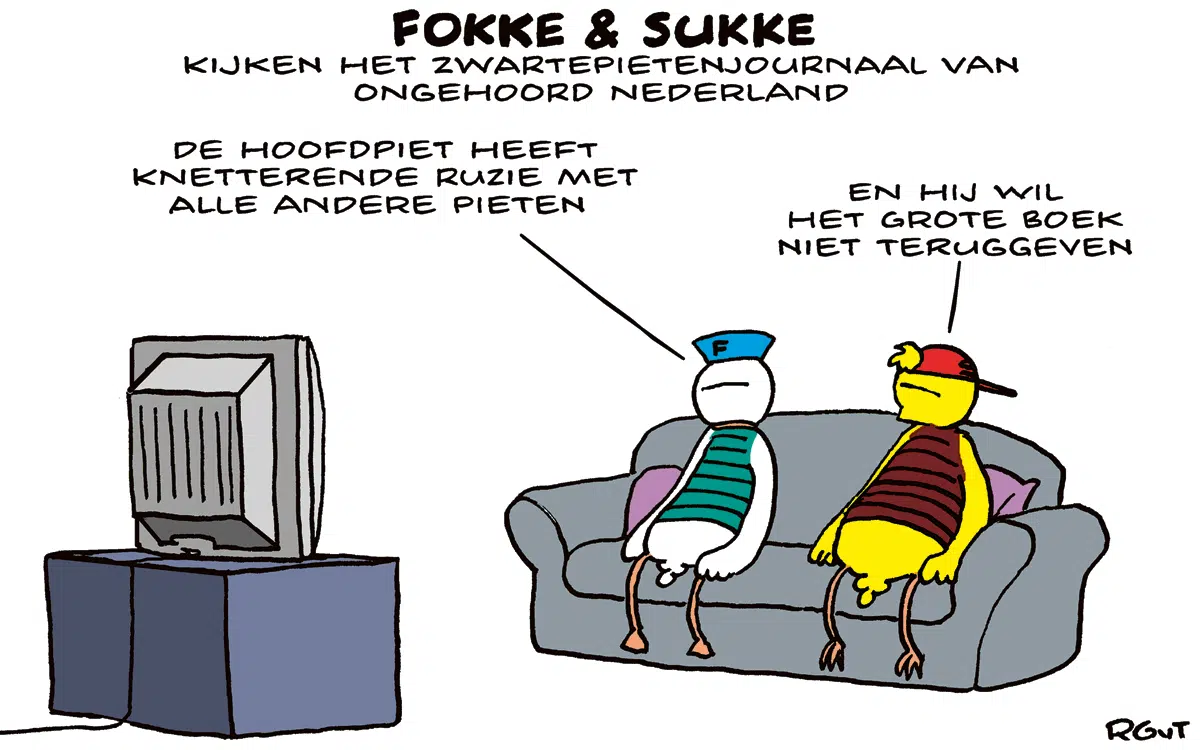 FOKKE & SUKKE
KIJKEN HET ZWARTEPIETENJOURNAAL VAN
ONGEHOORD NEDERLAND
DE HOOFDPIET HEEFT
KNETTERENDE RUZIE MET
ALLE ANDERE PIETEN
EN HIJ WIL
HET GROTE BOEK
NIET TERUGGEVEN
F
S
RGvT